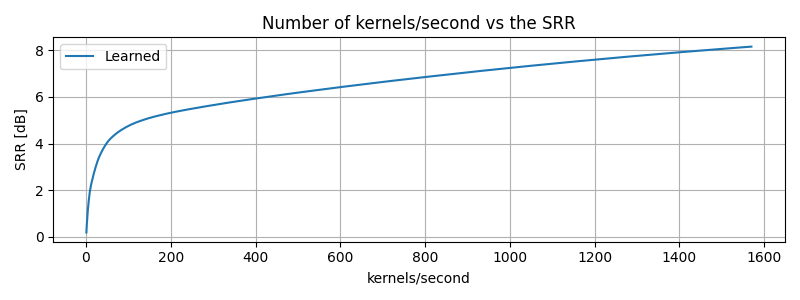 Number of kernels/second vs the SRR
Learned
SRR [dB]
8
6
4
2
0
0 200 400 600 800 1000 1200 1400 1600
kernels/second